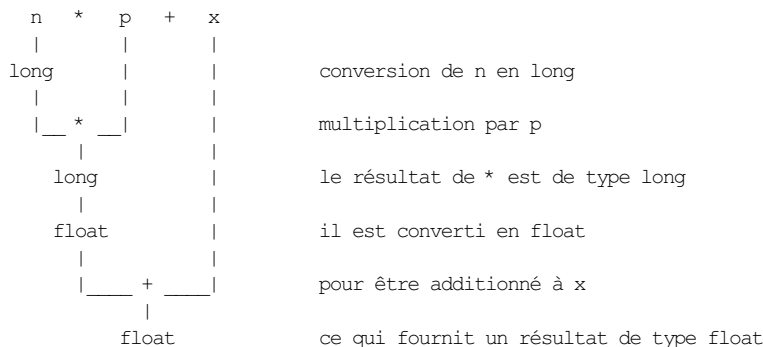 n * p + x
| | |
long | | conversion de n en long
| | |
|__ * __| | multiplication par p
| |
long | le résultat de * est de type long
| |
float | il est converti en float
| |
|____ + ____| pour être additionné à x
|
float ce qui fournit un résultat de type float